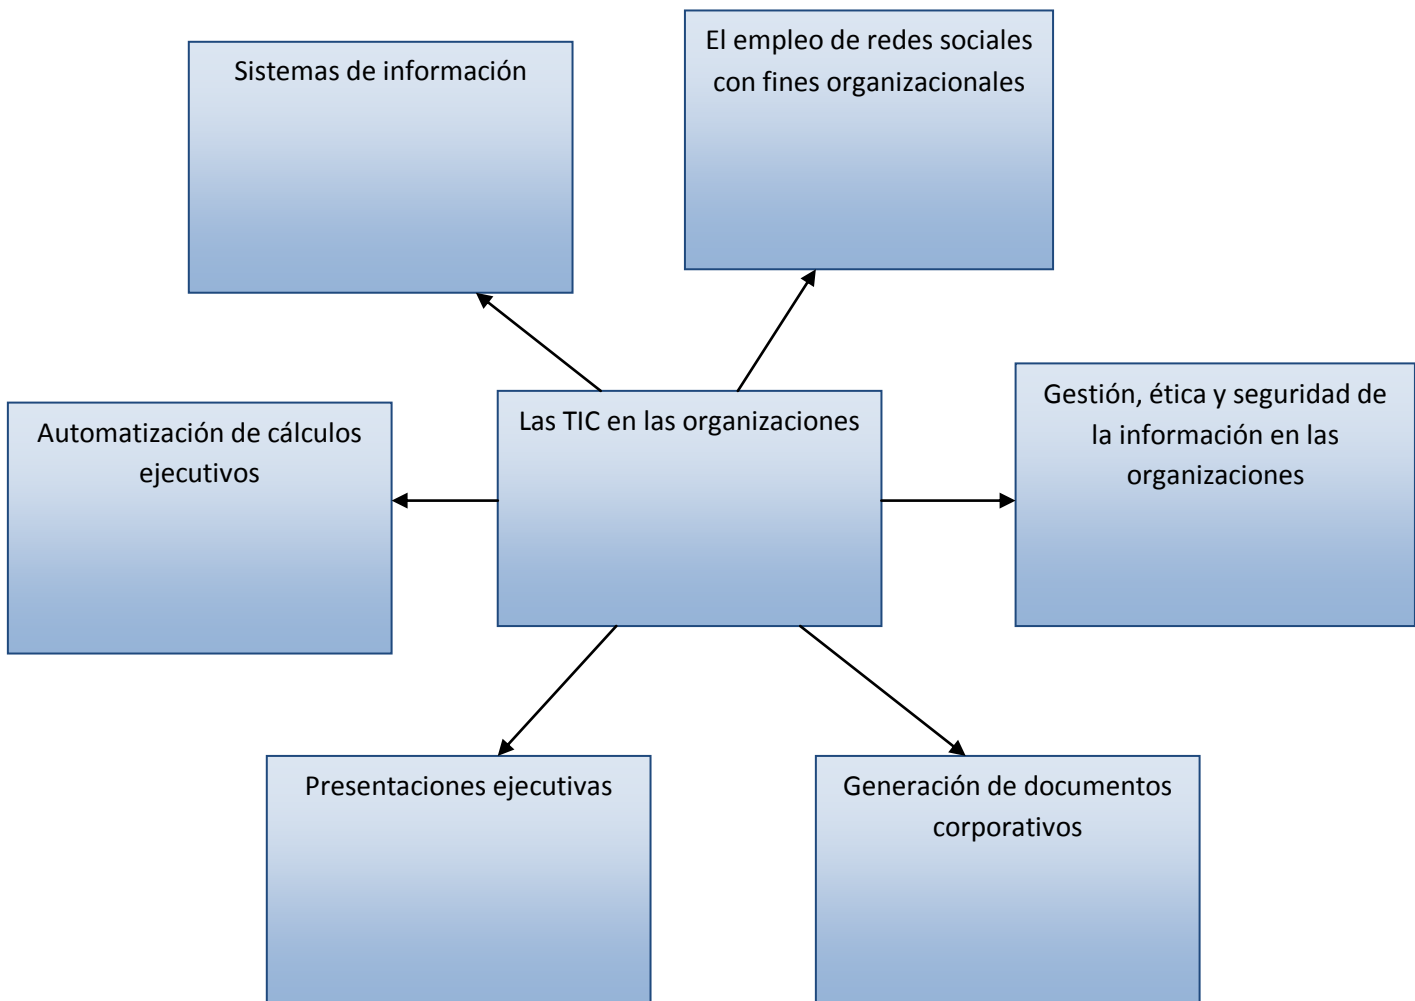 Sistemas de información
El empleo de redes sociales
con fines organizacionales
Automatización de cálculos
ejecutivos
Las TIC en las organizaciones
Gestión, ética y seguridad de
la información en las
organizaciones
Presentaciones ejecutivas
Generación de documentos
corporativos